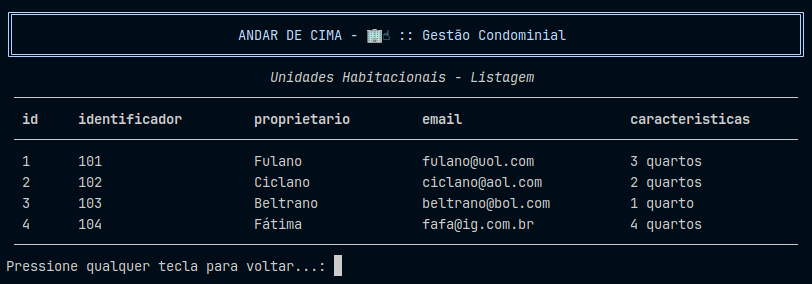 ANDAR DE CIMA - 🏢☝ :: Gestão Condominial
Unidades Habitacionais - Listagem
id identificador proprietario email caracteristicas
1 101 Fulano fulano@uol.com 3 quartos
2 102 Ciclano ciclano@aol.com 2 quartos
3 103 Beltrano beltrano@bol.com 1 quarto
4 104 Fátima fafa@ig.com.br 4 quartos
Pressione qualquer tecla para voltar...: